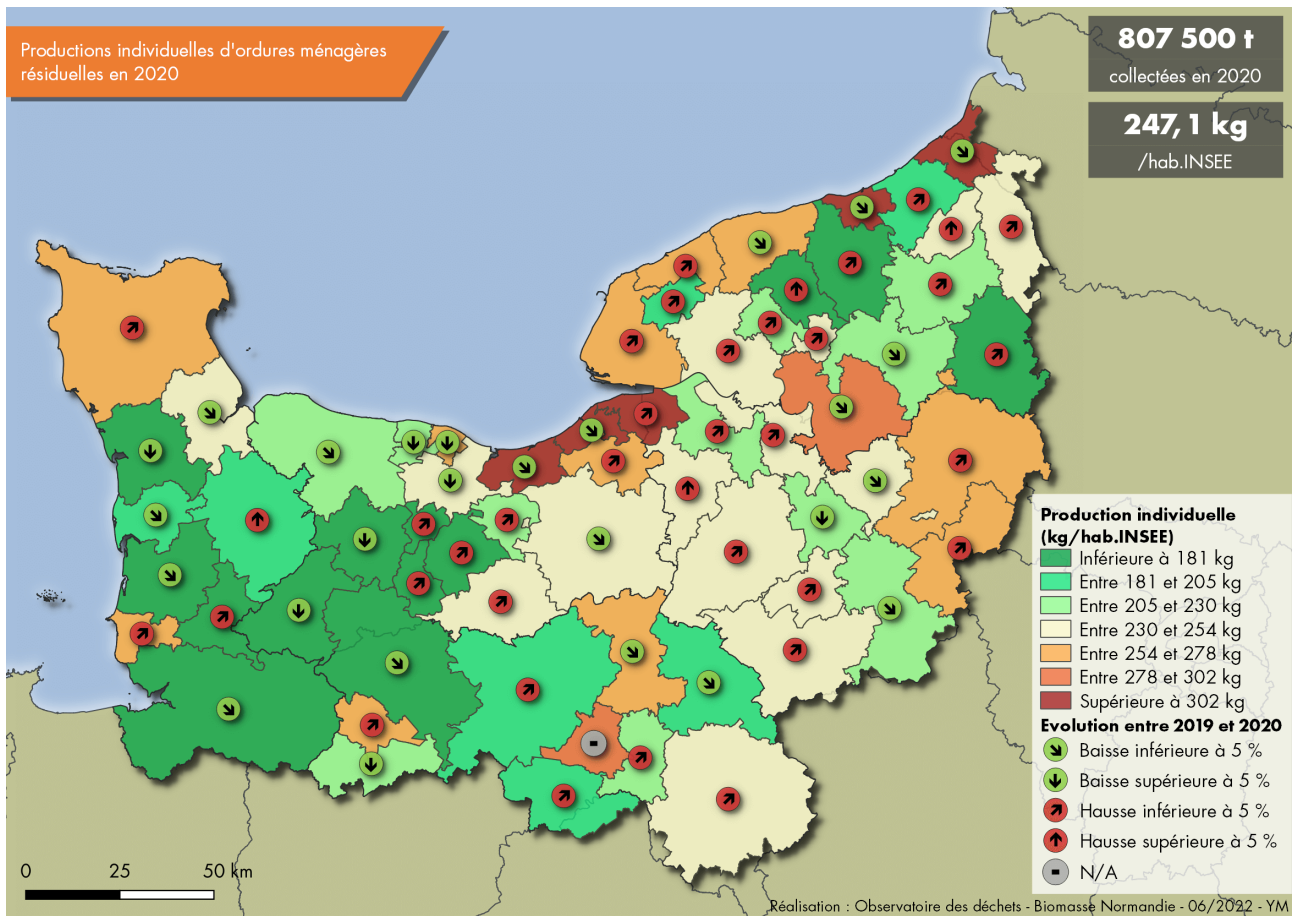 Productions individuelles d'ordures ménagères
résiduelles en 2020
807 500 t
collectées en 2020
247,1 kg
/hab.INSEE
Production individuelle
(kg/hab.INSEE)
Inférieure à 181 kg
Entre 181 et 205 kg
Entre 205 et 230 kg
Entre 230 et 254 kg
Entre 254 et 278 kg
Entre 278 et 302 kg
Supérieure à 302 kg
Evolution entre 2019 et 2020
Baisse inférieure à 5 %
Baisse supérieure à 5 %
Hausse inférieure à 5 %
Hausse supérieure à 5 %
N/A
0 25 50 km
Réalisation : Observatoire des déchets - Biomasse Normandie - 06/2022 - YM